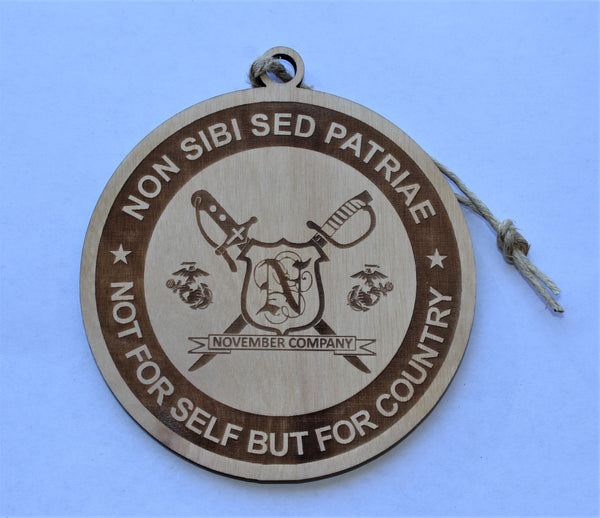 NON SIBI SED PATRIAE
N
NOVEMBER COMPANY
NOT FOR SELF BUT FOR COUNTRY